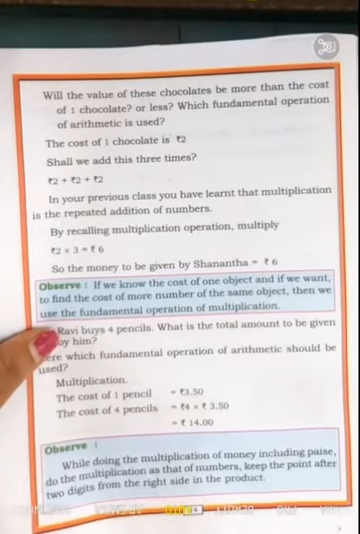 Will the value of these chocolates be more than the cost
of 1 chocolate? or less? Which fundamental operation
of arithmetic is used?
The cost of 1 chocolate is ₹2
Shall we add this three times?
₹2 + ₹2 + ₹2
In your previous class you have learnt that multiplication
is the repeated addition of numbers.
By recalling multiplication operation, multiply
₹2 × 3 = ₹ 6
So the money to be given by Shanantha = ₹ 6
Observe : If we know the cost of one object and if we want,
to find the cost of more number of the same object, then we
use the fundamental operation of multiplication.
Ravi buys 4 pencils. What is the total amount to be given
by him?
ere which fundamental operation of arithmetic should be
used?
Multiplication.
The cost of 1 pencil = ₹3.50
The cost of 4 pencils = ₹4 × ₹ 3.50
= ₹ 14.00
Observe :
While doing the multiplication of money including paise,
do the multiplication as that of numbers, keep the point after
two digits from the right side in the product.